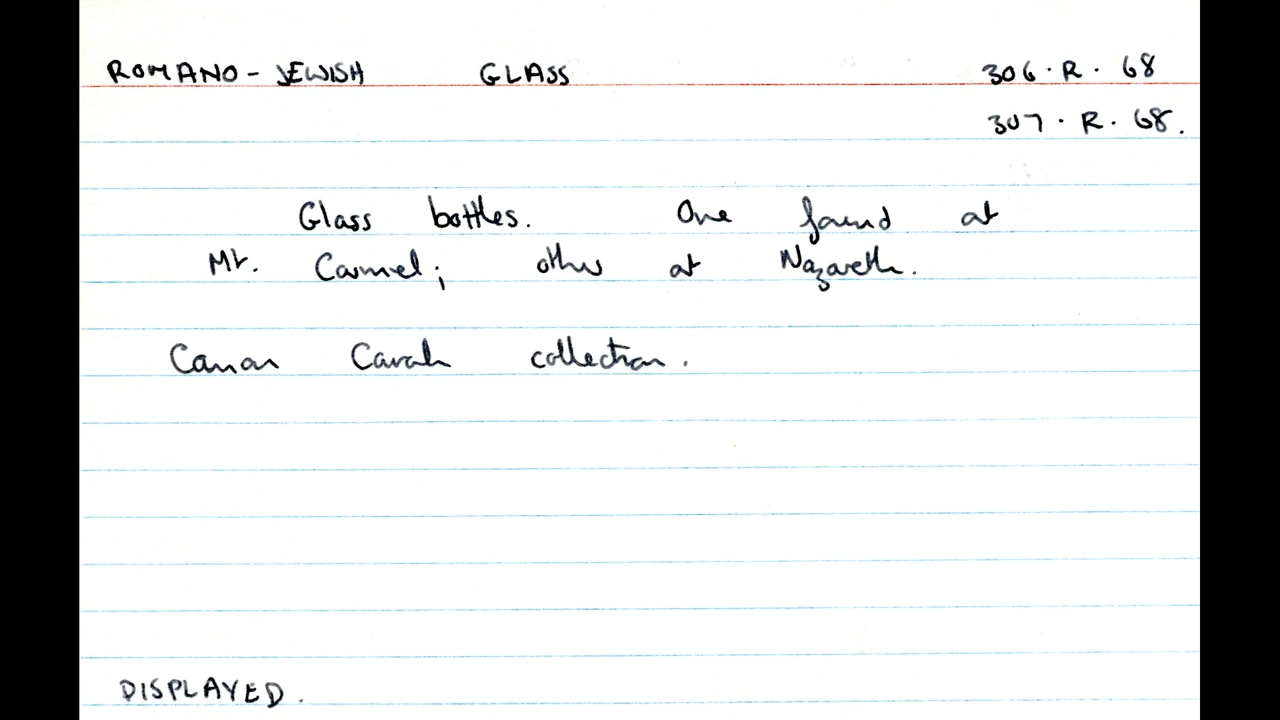 ROMANO-JEWISH GLASS 306.R.68
307.R.68.
Glass bottles. One found at
Mt. Carmel; other at Nazareth.
Canon Carah collection.
DISPLAYED.